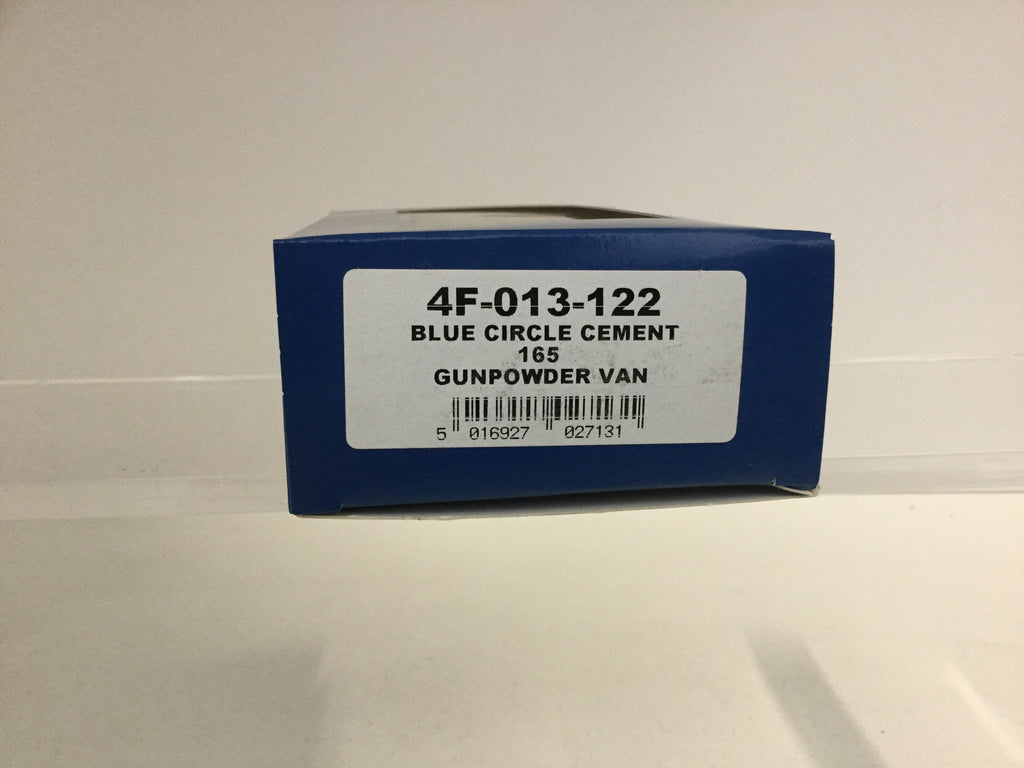 4F-013-122
BLUE CIRCLE CEMENT
165
GUNPOWDER VAN
5 016927 027131